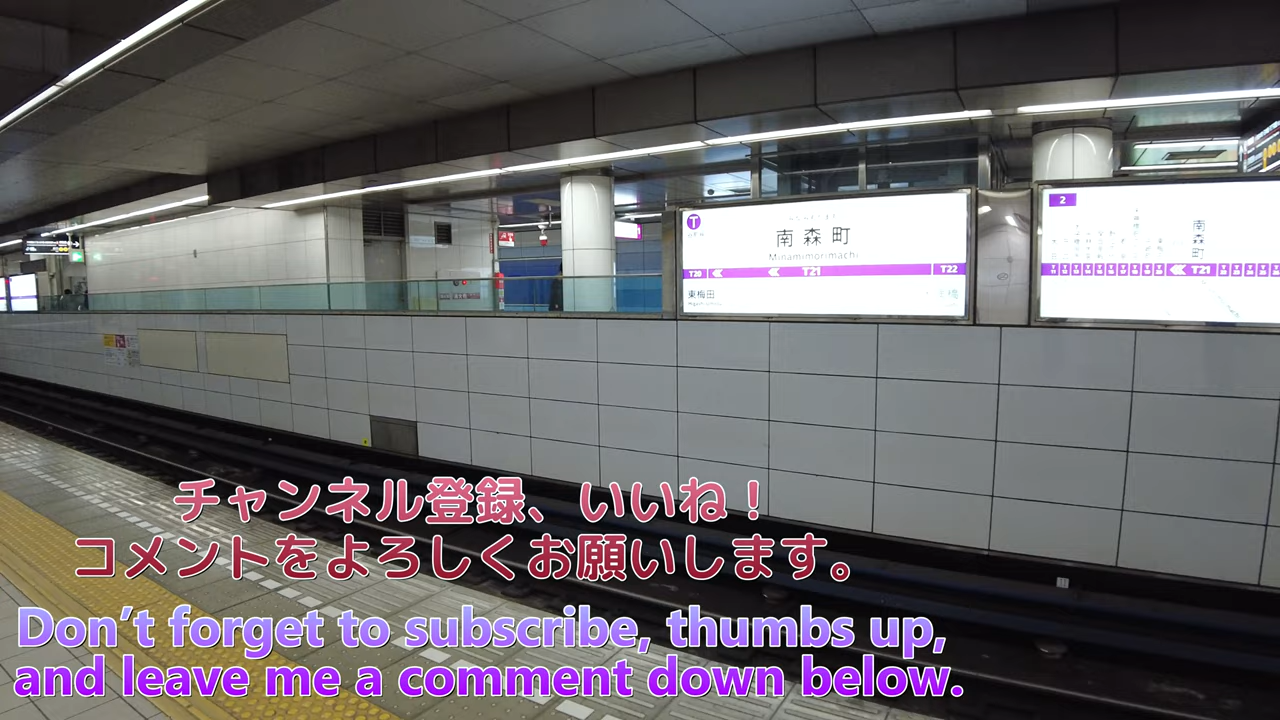 T
南森町
Minamimorimachi
T20
T21
T22
東梅田
2
南森町
T21
チャンネル登録、いいね！
コメントをよろしくお願いします。
Don't forget to subscribe, thumbs up,
and leave me a comment down below.